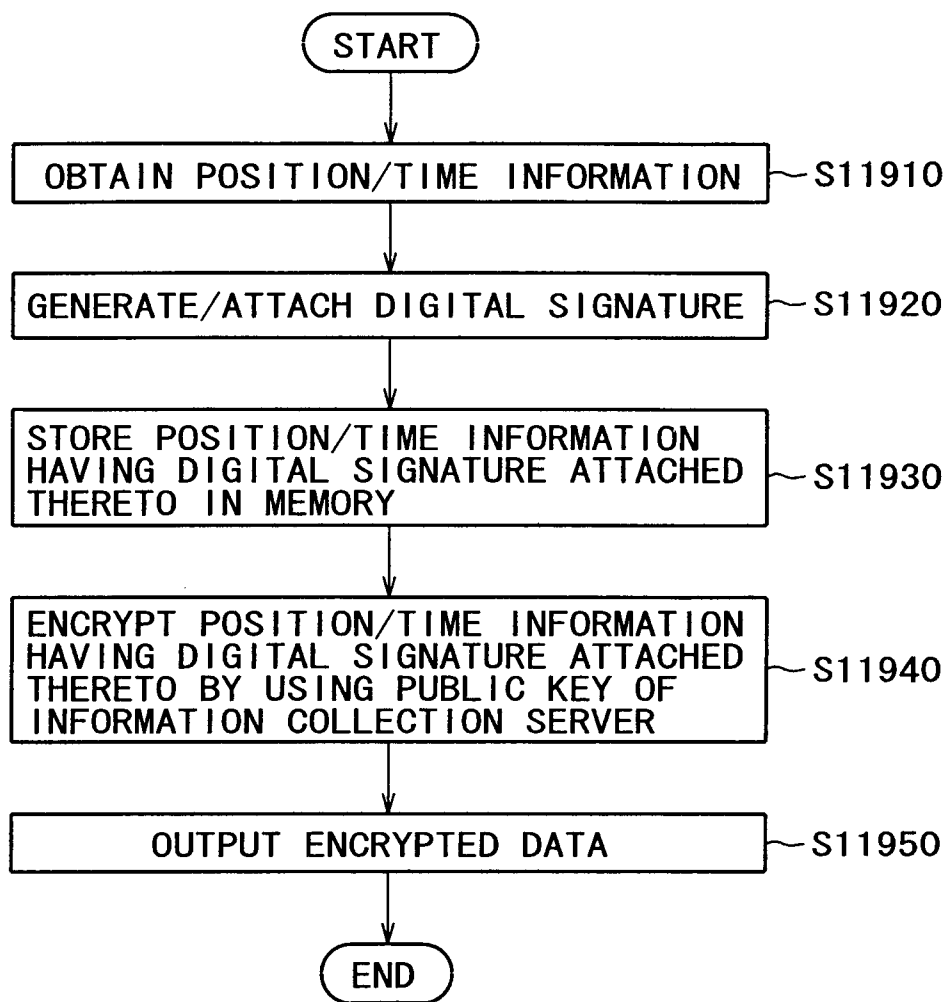 START
OBTAIN POSITION/TIME INFORMATION
S11910
GENERATE/ATTACH DIGITAL SIGNATURE
S11920
STORE POSITION/TIME INFORMATION
HAVING DIGITAL SIGNATURE ATTACHED
THERETO IN MEMORY
S11930
ENCRYPT POSITION/TIME INFORMATION
HAVING DIGITAL SIGNATURE ATTACHED
THERETO BY USING PUBLIC KEY OF
INFORMATION COLLECTION SERVER
S11940
OUTPUT ENCRYPTED DATA
S11950
END